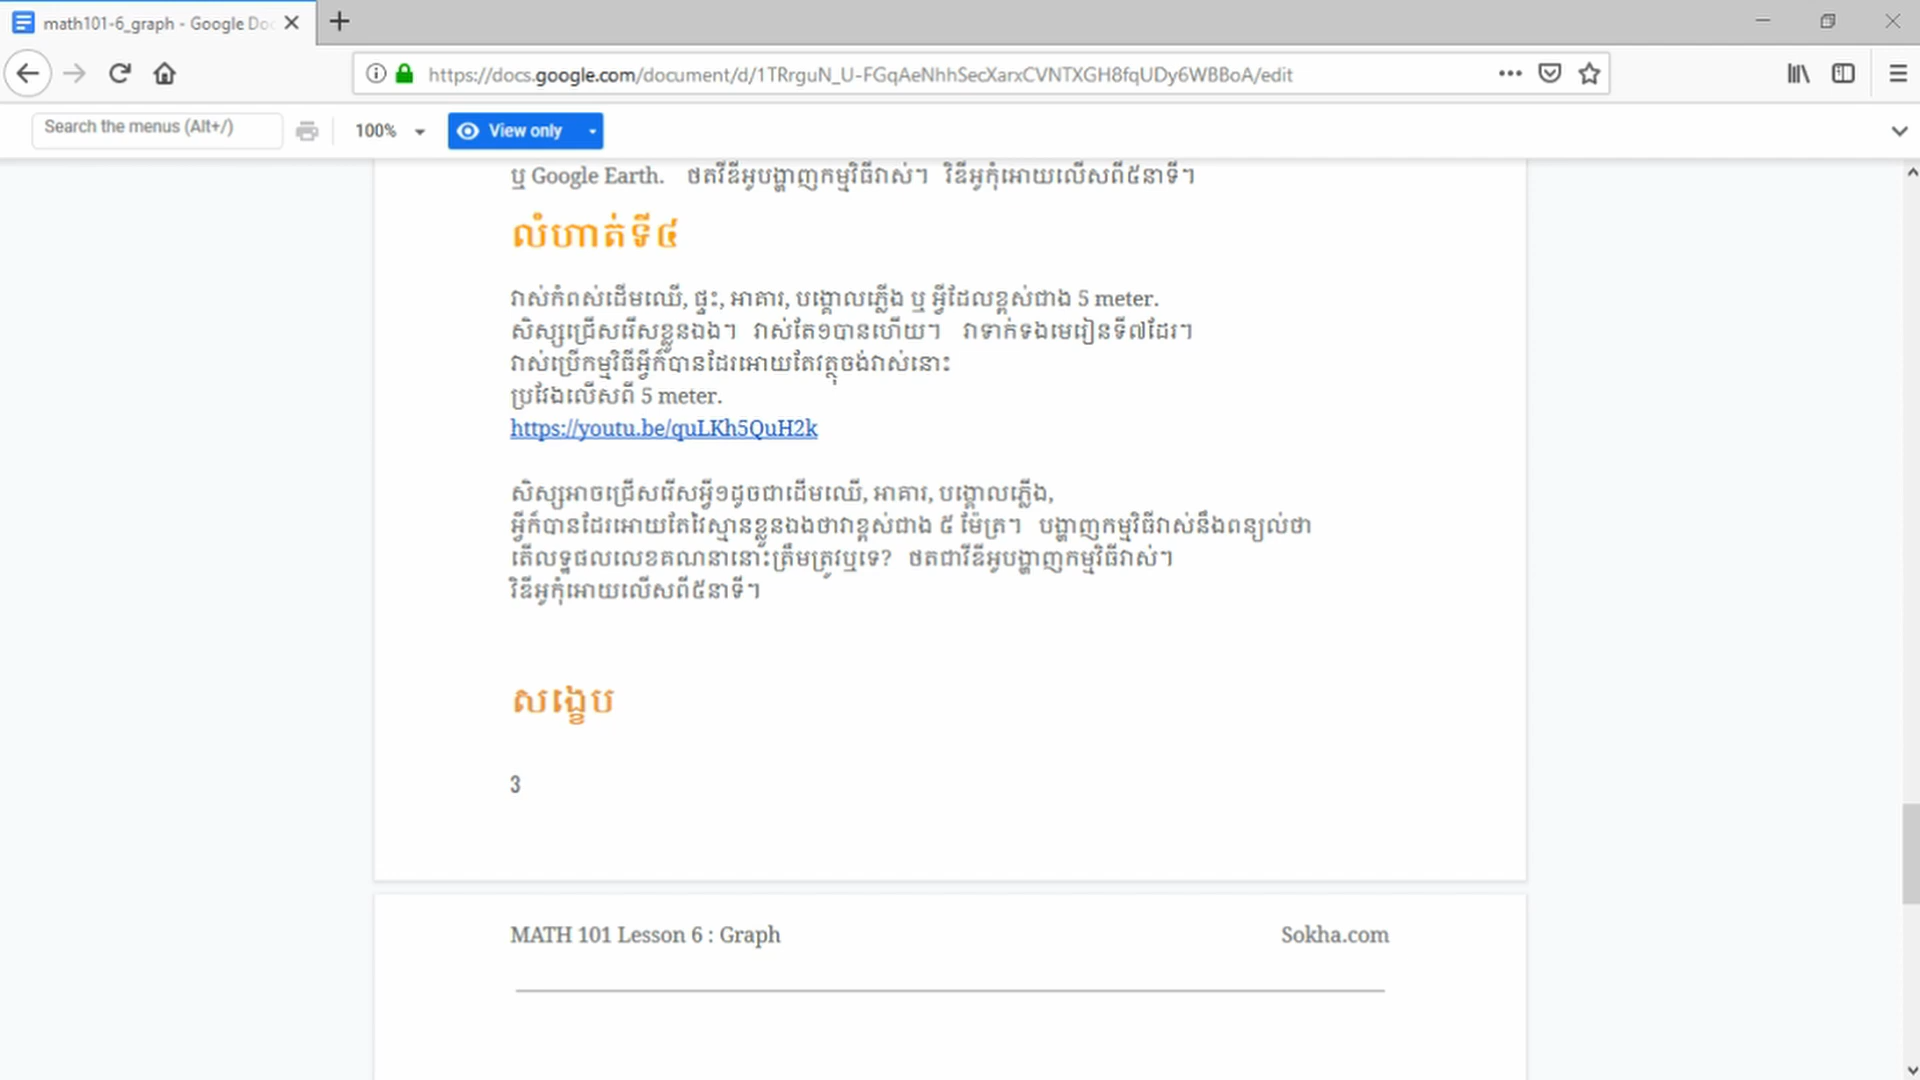 math101-6_graph - Google Doc
https://docs.google.com/document/d/1TRrguN_U-FGqAeNhhSecXarxCVNTXGH8fqUDy6WBBoA/edit
Search the menus (Alt+/)
100%
View only
ឬ Google Earth. ថតវីឌីអូបង្ហាញកម្មវិធីវាស់។ វិឌីអូកុំអោយលើសពី៥នាទី។
លំហាត់ទី៤
វាស់កំពស់ដើមឈើ, ផ្ទះ, អាគារ, បង្គោលភ្លើង ឬ អ្វីដែលខ្ពស់ជាង 5 meter.
សិស្សជ្រើសរើសខ្លួនឯង។ វាស់តែ១បានហើយ។ វាទាក់ទងមេរៀនទី៧ដែរ។
វាស់ប្រើកម្មវិធីអ្វីក៏បានដែរអោយតែវត្ថុចង់វាស់នោះ
ប្រវែងលើសពី 5 meter.
https://youtu.be/quLKh5QuH2k
សិស្សអាចជ្រើសរើសអ្វី១ដូចជាដើមឈើ, អាគារ, បង្គោលភ្លើង,
អ្វីក៏បានដែរអោយតែវៃស្មានខ្លួនឯងថាវាខ្ពស់ជាង ៥ ម៉ែត្រ។ បង្ហាញកម្មវិធីវាស់នឹងពន្យល់ថា
តើលទ្ធផលលេខគណនានោះត្រឹមត្រូវឬទេ? ថតជាវីឌីអូបង្ហាញកម្មវិធីវាស់។
វិឌីអូកុំអោយលើសពី៥នាទី។
សង្ខេប
3
MATH 101 Lesson 6 : Graph
Sokha.com